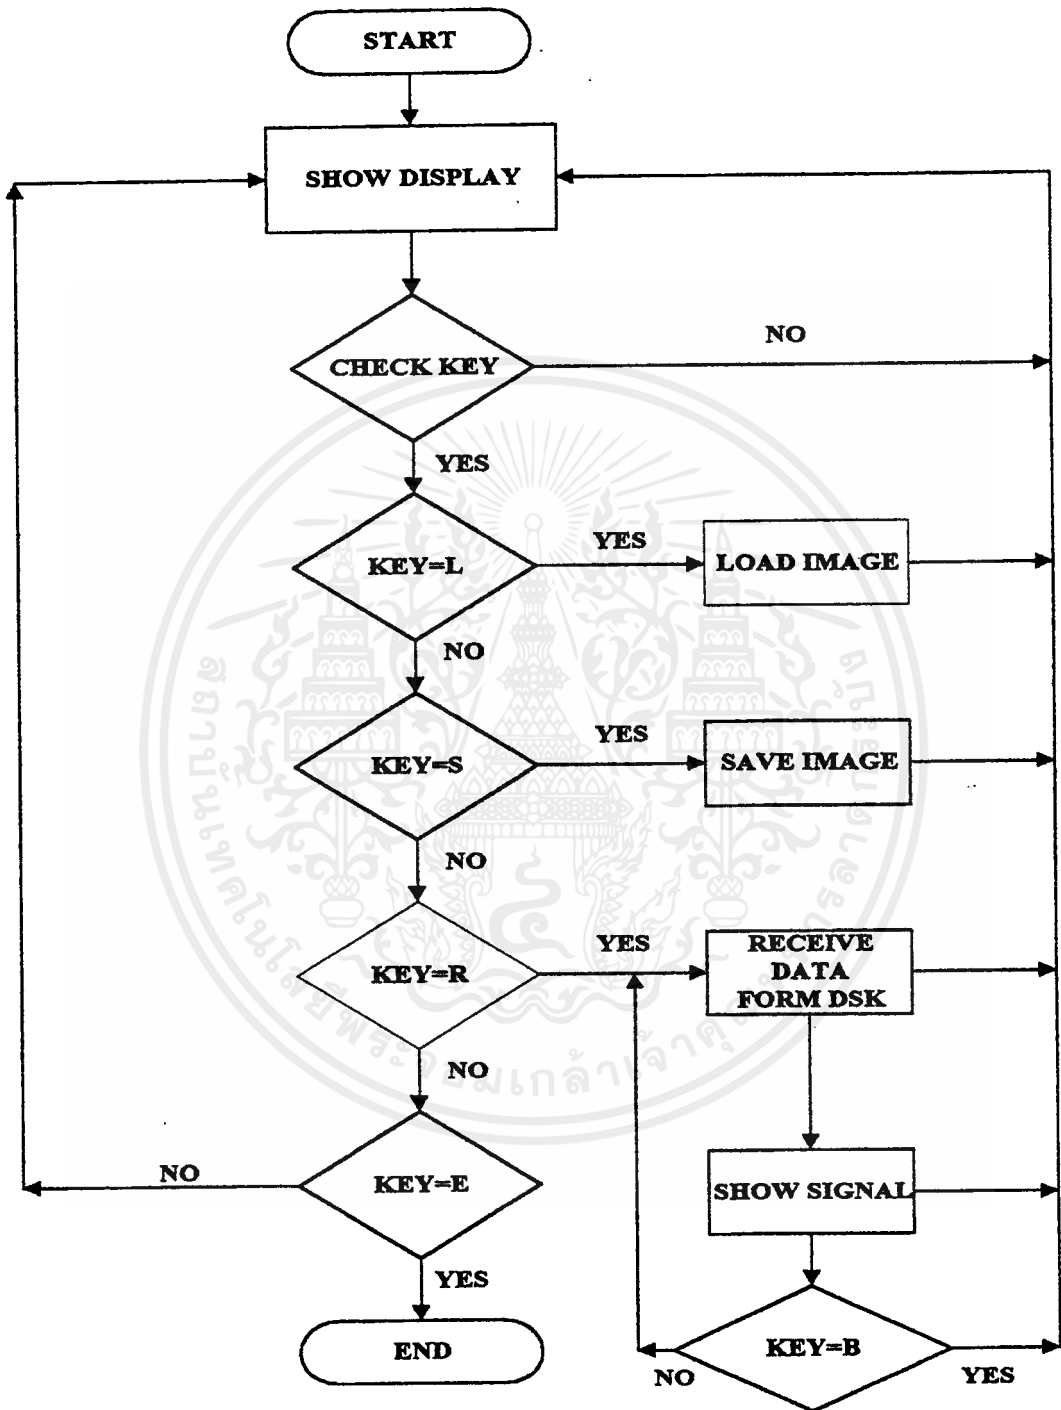 START
SHOW DISPLAY
CHECK KEY
NO
YES
KEY=L
YES
LOAD IMAGE
NO
KEY=S
YES
SAVE IMAGE
NO
KEY=R
YES
RECEIVE
DATA
FORM DSK
NO
KEY=E
NO
SHOW SIGNAL
YES
END
KEY=B
NO
YES